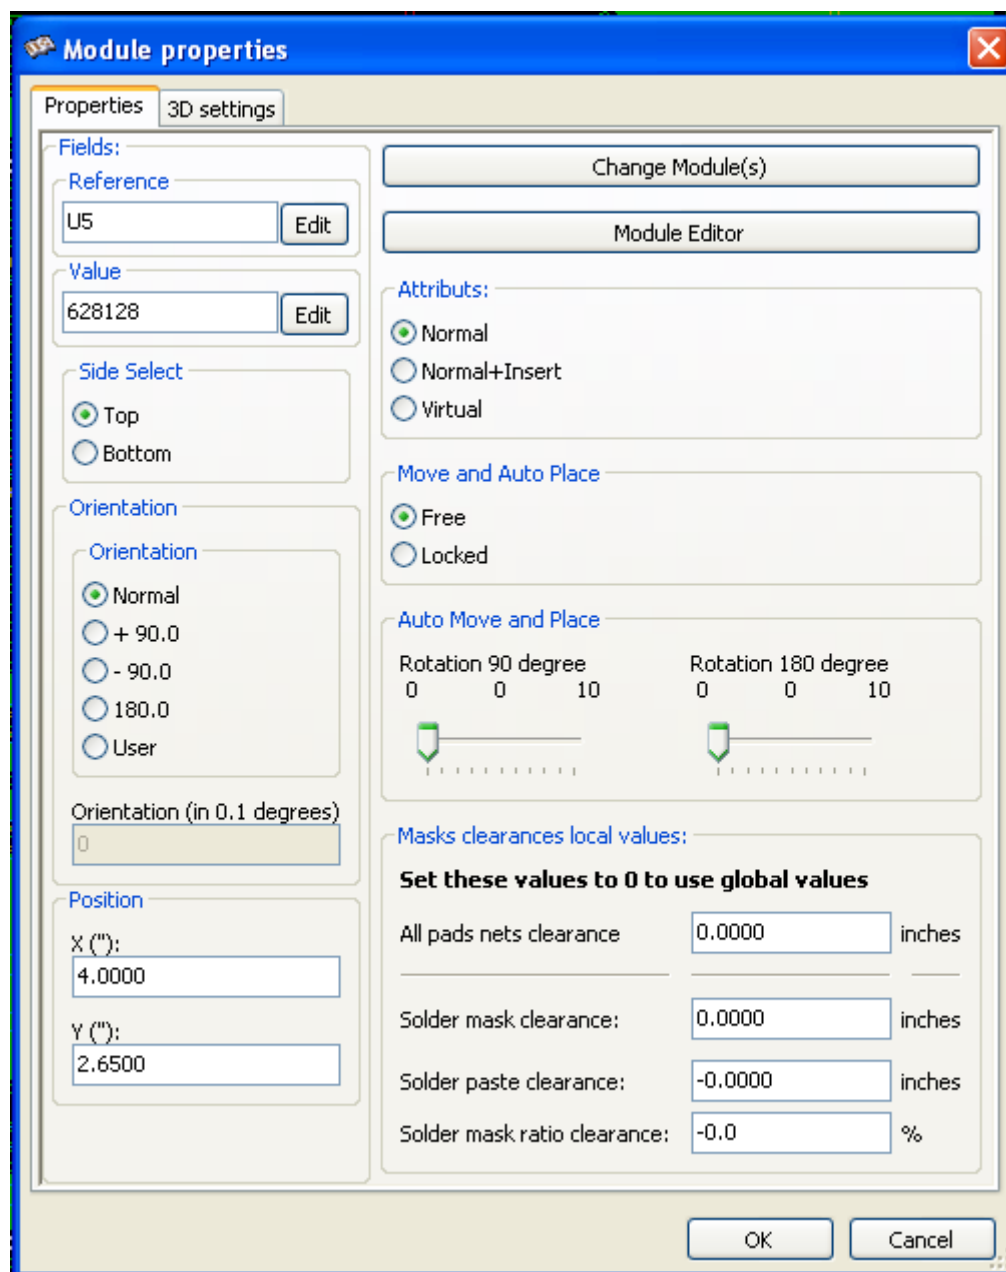 Module properties
Properties
3D settings
Fields:
Reference
U5
Edit
Value
628128
Edit
Side Select
Top
Bottom
Orientation
Orientation
Normal
+ 90.0
- 90.0
180.0
User
Orientation (in 0.1 degrees)
0
Position
X ("):
4.0000
Y ("):
2.6500
Change Module(s)
Module Editor
Attributs:
Normal
Normal+Insert
Virtual
Move and Auto Place
Free
Locked
Auto Move and Place
Rotation 90 degree
0 0 10
Rotation 180 degree
0 0 10
Masks clearances local values:
Set these values to 0 to use global values
All pads nets clearance 0.0000 inches
Solder mask clearance: 0.0000 inches
Solder paste clearance: -0.0000 inches
Solder mask ratio clearance: -0.0 %
OK
Cancel